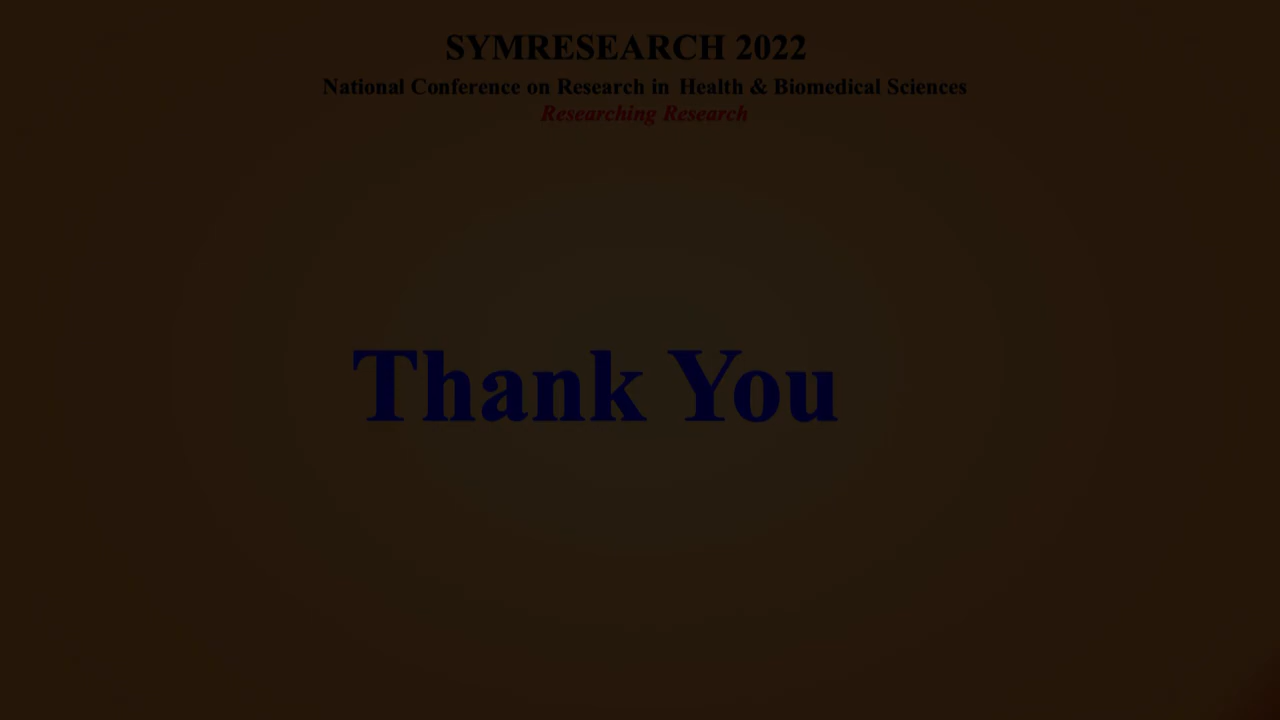 SYMRESEARCH 2022
National Conference on Research in Health & Biomedical Sciences
Researching Research
Thank You